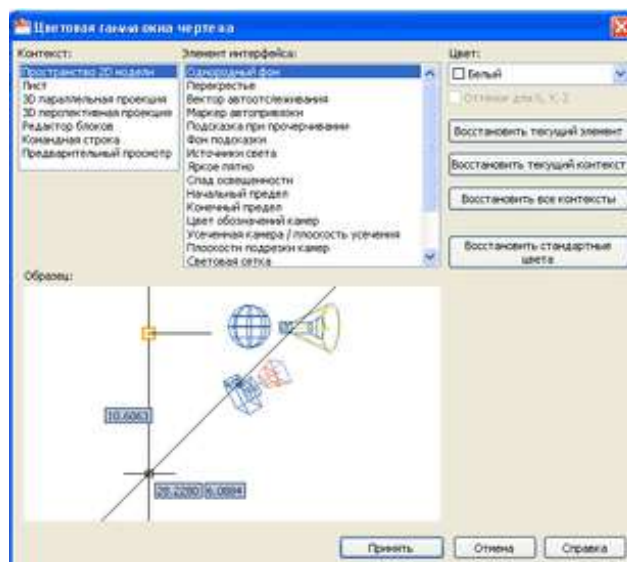 Цветовая гамма окна чертежа
Контекст:
Пространство 2D модели
Лист
3D параллельная проекция
3D перспективная проекция
Редактор блоков
Командная строка
Предварительный просмотр
Элемент интерфейса:
Однородный фон
Перекрестье
Вектор автоотслеживания
Маркер автопривязки
Подсказка при прочерчивании
Фон подсказки
Источники света
Яркое пятно
Спад освещенности
Начальный предел
Конечный предел
Цвет обозначений камер
Усеченная камера / плоскость усечения
Плоскости подрезки камер
Световая сетка
Цвет:
Белый
Оттенки для X, Y, Z
Восстановить текущий элемент
Восстановить текущий контекст
Восстановить все контексты
Восстановить стандартные
цвета
Образец:
10.6063
28.2280 6.0884
Принять
Отмена
Справка